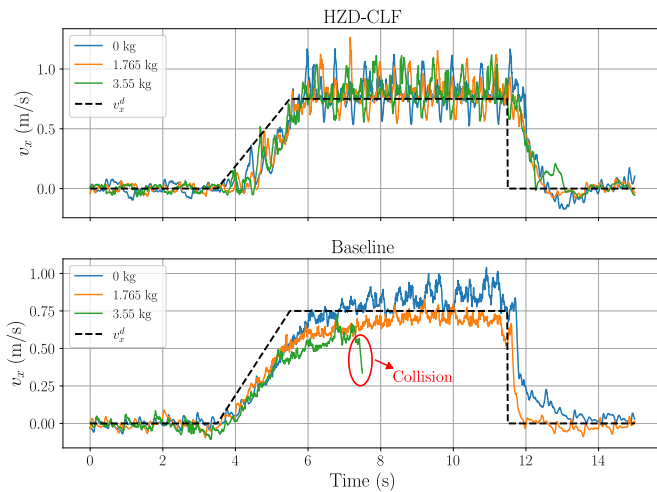 HZD-CLF
0 kg
1.765 kg
3.55 kg
v_x^d
1.0
0.5
0.0
v_x (m/s)
Baseline
0 kg
1.765 kg
3.55 kg
v_x^d
1.00
0.75
0.50
0.25
0.00
v_x (m/s)
Collision
0 2 4 6 8 10 12 14
Time (s)